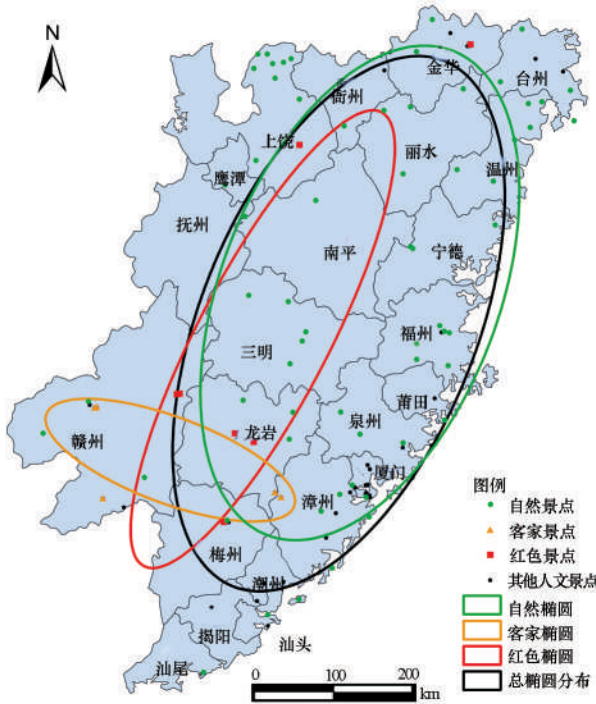 N
金华
台州
衢州
上饶
丽水
温州
鹰潭
抚州
南平
宁德
三明
福州
莆田
赣州
龙岩
泉州
厦门
漳州
梅州
潮州
揭阳
汕头
汕尾
图例
自然景点
客家景点
红色景点
其他人文景点
自然椭圆
客家椭圆
红色椭圆
总椭圆分布
0 100 200
km